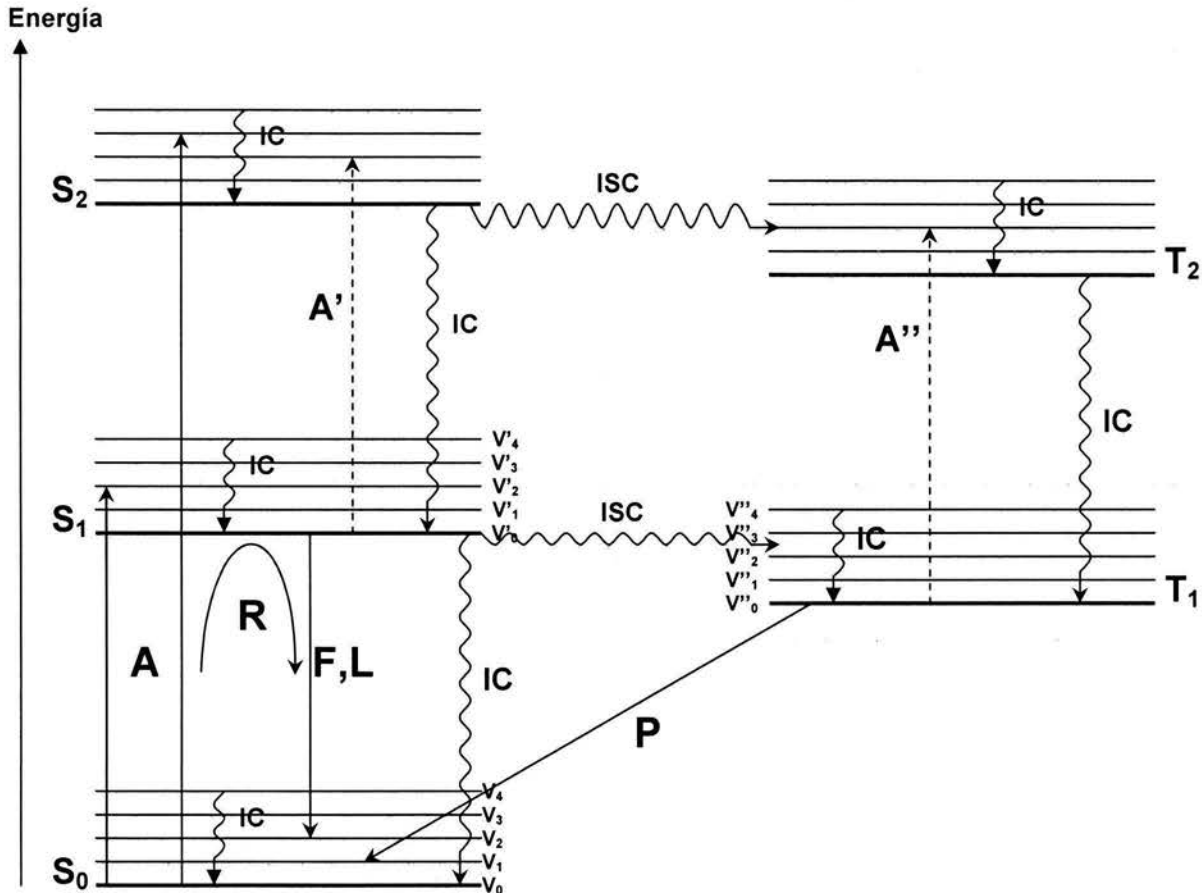 Energía
IC
S₂
ISC
IC
T₂
A'
IC
A''
IC
V'₄
V'₃
V'₂
V'₁
V'₀
IC
S₁
ISC
V''₄
V''₃
V''₂
V''₁
V''₀
IC
T₁
R
A
F,L
IC
P
V₄
V₃
V₂
V₁
V₀
IC
S₀